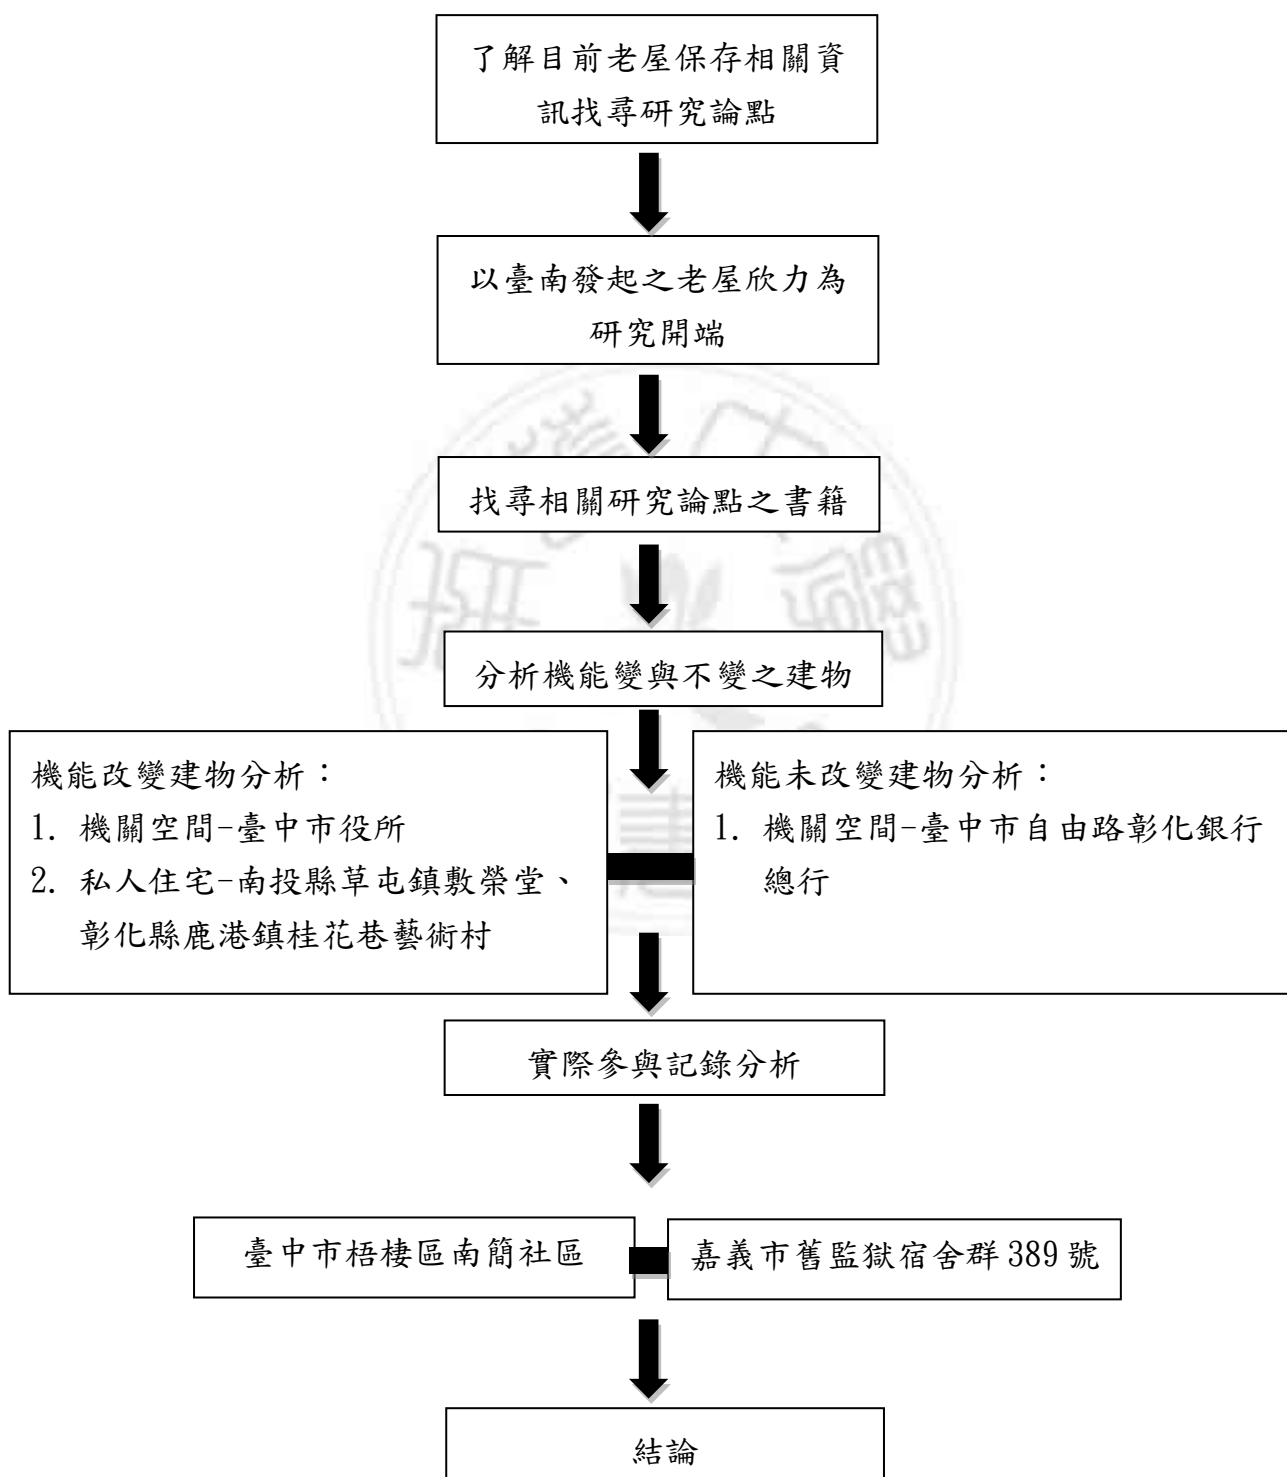 了解目前老屋保存相關資
訊找尋研究論點
以臺南發起之老屋欣力為
研究開端
找尋相關研究論點之書籍
分析機能變與不變之建物
機能改變建物分析：
1. 機關空間-臺中市役所
2. 私人住宅-南投縣草屯鎮敷榮堂、
彰化縣鹿港鎮桂花巷藝術村
機能未改變建物分析：
1. 機關空間-臺中市自由路彰化銀行
總行
實際參與記錄分析
臺中市梧棲區南簡社區
嘉義市舊監獄宿舍群 389 號
結論